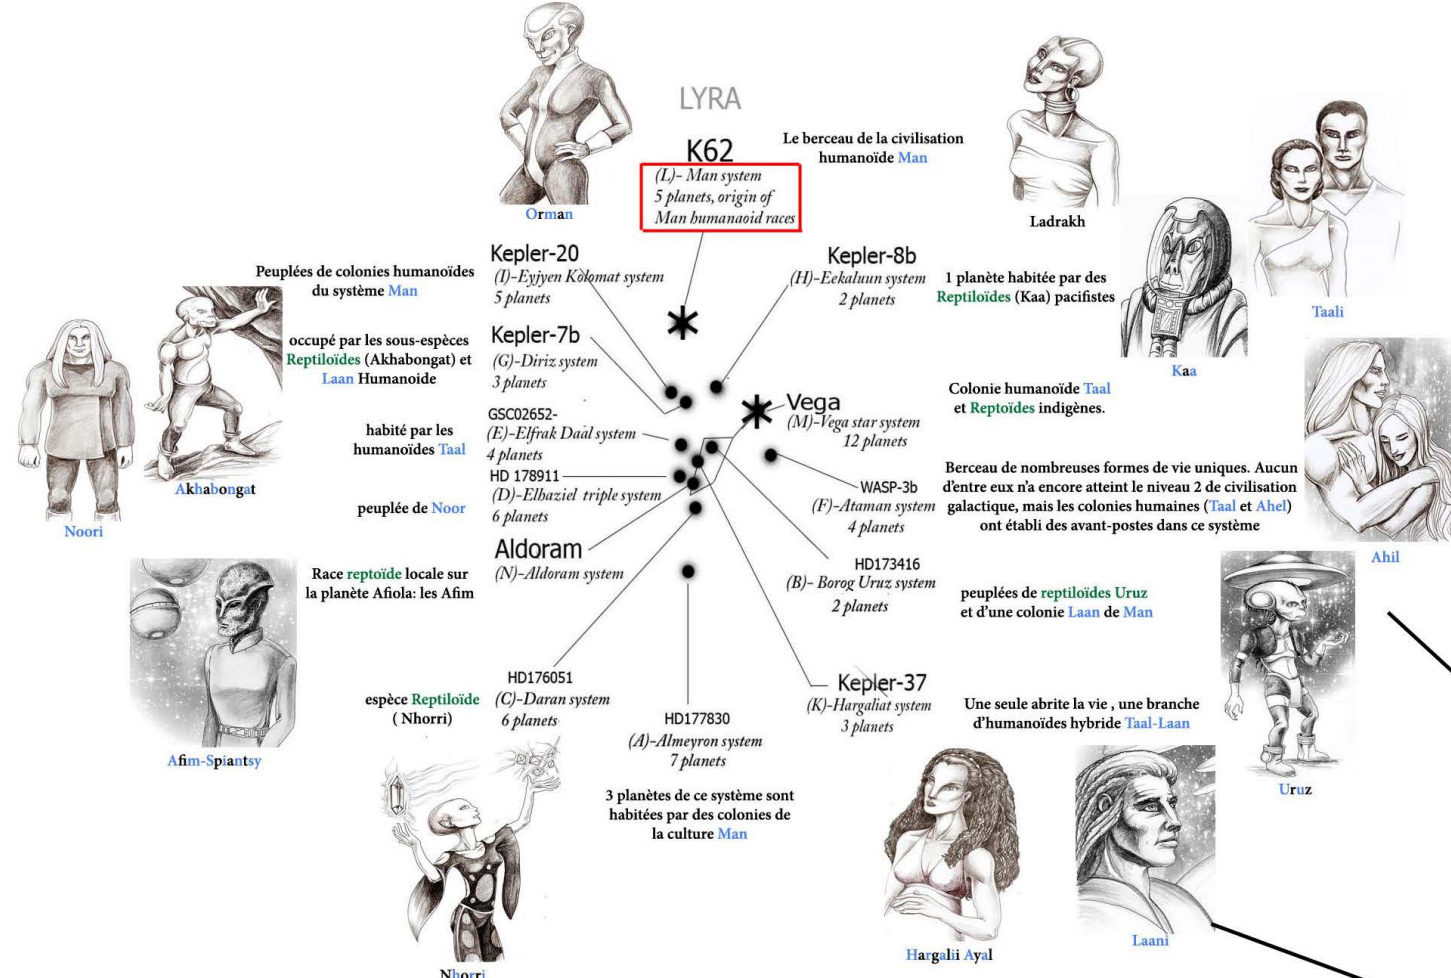 LYRA
K62
(L)- Man system
5 planets, origin of
Man humanaoid races
Le berceau de la civilisation
humanoïde Man
Orman
Ladrakh
Taali
Kepler-20
(I)-Eyjyen Kolomat system
5 planets
Peuplées de colonies humanoïdes
du système Man
Kepler-8b
(H)-Eekaluun system
2 planets
1 planète habitée par des
Reptiloïdes (Kaa) pacifistes
Kaa
Kepler-7b
(G)-Diriz system
3 planets
occupé par les sous-espèces
Reptiloïdes (Akhabongat) et
Laan Humanoide
Akhabongat
Noori
Vega
(M)-Vega star system
12 planets
Colonie humanoïde Taal
et Reptoïdes indigènes.
GSC02652-
(E)-Elfrak Daal system
4 planets
habité par les
humanoïdes Taal
HD 178911
(D)-Elhaziel triple system
6 planets
peuplée de Noor
WASP-3b
(F)-Ataman system
4 planets
Berceau de nombreuses formes de vie uniques. Aucun
d'entre eux n'a encore atteint le niveau 2 de civilisation
galactique, mais les colonies humaines (Taal et Ahel)
ont établi des avant-postes dans ce système
Ahil
Aldoram
(N)-Aldoram system
Race reptoïde locale sur
la planète Afiola: les Afim
Afim-Spiantsy
HD173416
(B)- Borog Uruz system
2 planets
peuplées de reptiloïdes Uruz
et d'une colonie Laan de Man
Uruz
HD176051
(C)-Daran system
6 planets
espèce Reptiloïde
( Nhorri)
Nhorri
HD177830
(A)-Almeyron system
7 planets
3 planètes de ce système sont
habitées par des colonies de
la culture Man
Kepler-37
(K)-Hargaliat system
3 planets
Une seule abrite la vie , une branche
d'humanoïdes hybride Taal-Laan
Hargalii Ayal
Laani